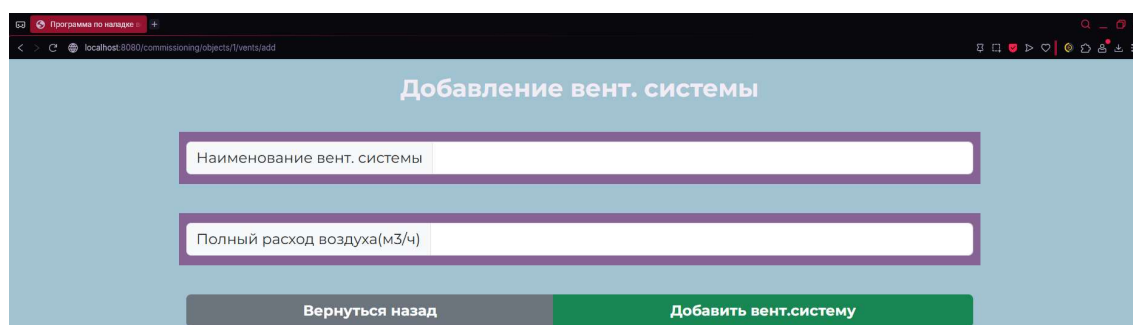 Программа по наладке в
localhost:8080/commissioning/objects/1/vents/add
Добавление вент. системы
Наименование вент. системы
Полный расход воздуха(м3/ч)
Вернуться назад
Добавить вент.систему